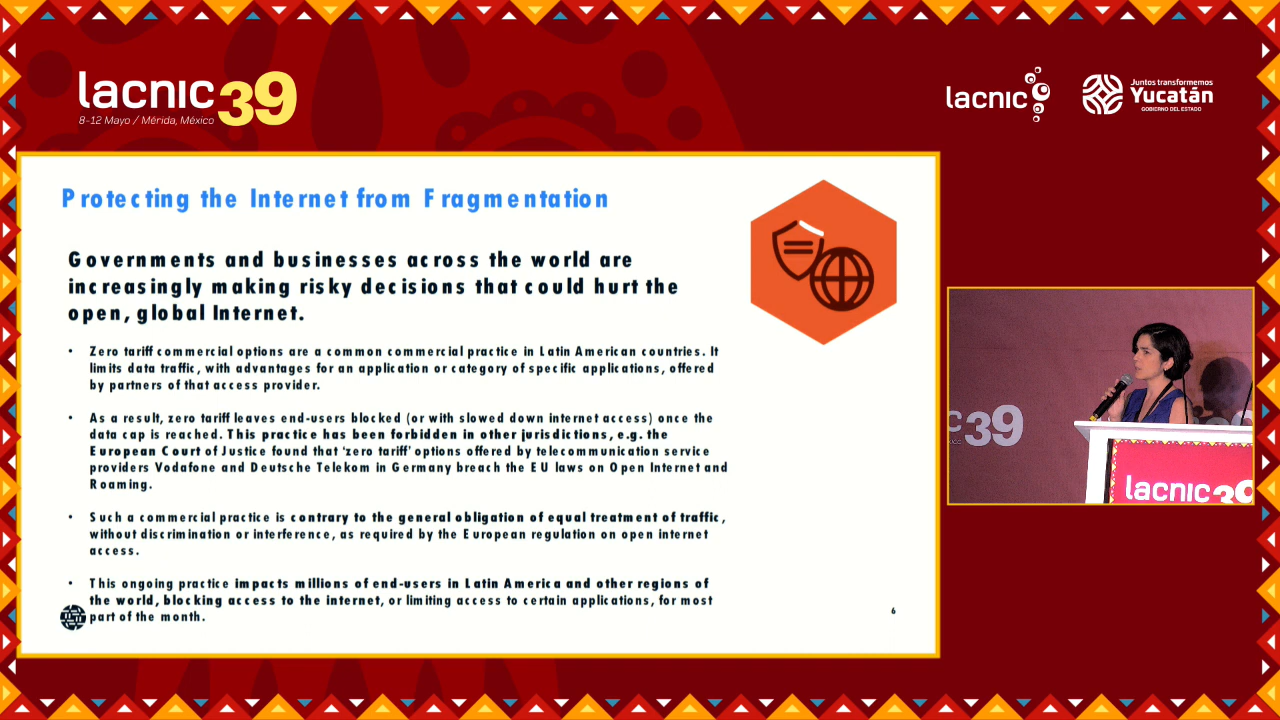 lacnic 39
8-12 Mayo / Mérida, México
lacnic
Juntos transformemos
Yucatán
GOBIERNO DEL ESTADO
Protecting the Internet from Fragmentation
Governments and businesses across the world are
increasingly making risky decisions that could hurt the
open, global Internet.
• Zero tariff commercial options are a common commercial practice in Latin American countries. It
limits data traffic, with advantages for an application or category of specific applications, offered
by partners of that access provider.
• As a result, zero tariff leaves end-users blocked (or with slowed down internet access) once the
data cap is reached. This practice has been forbidden in other jurisdictions, e.g. the
European Court of Justice found that 'zero tariff' options offered by telecommunication service
providers Vodafone and Deutsche Telekom in Germany breach the EU laws on Open Internet and
Roaming.
• Such a commercial practice is contrary to the general obligation of equal treatment of traffic,
without discrimination or interference, as required by the European regulation on open internet
access.
• This ongoing practice impacts millions of end-users in Latin America and other regions of
the world, blocking access to the internet, or limiting access to certain applications, for most
part of the month.
6
c39
lacnic 39